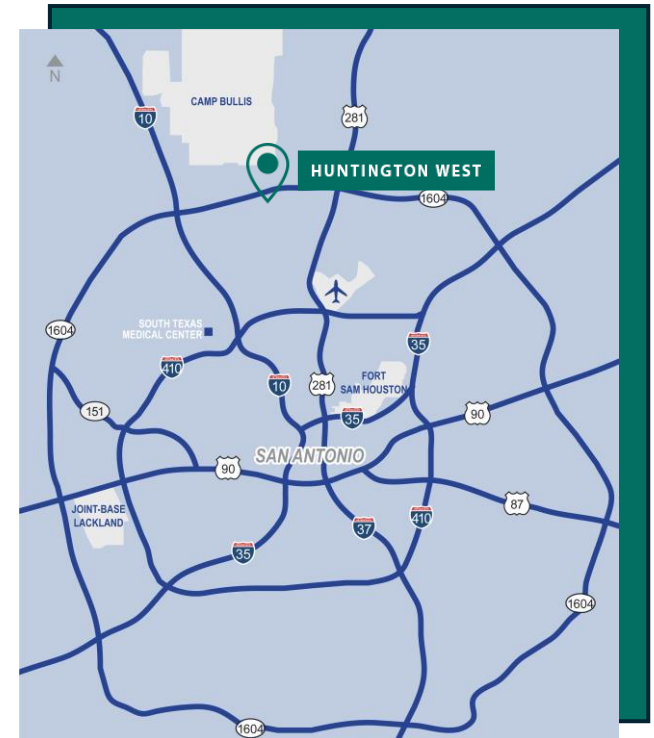 N
CAMP BULLIS
10
281
HUNTINGTON WEST
1604
1604
SOUTH TEXAS
MEDICAL CENTER
35
410
10
281
FORT
SAM HOUSTON
151
35
90
SAN ANTONIO
90
JOINT-BASE
LACKLAND
87
410
37
35
1604
1604